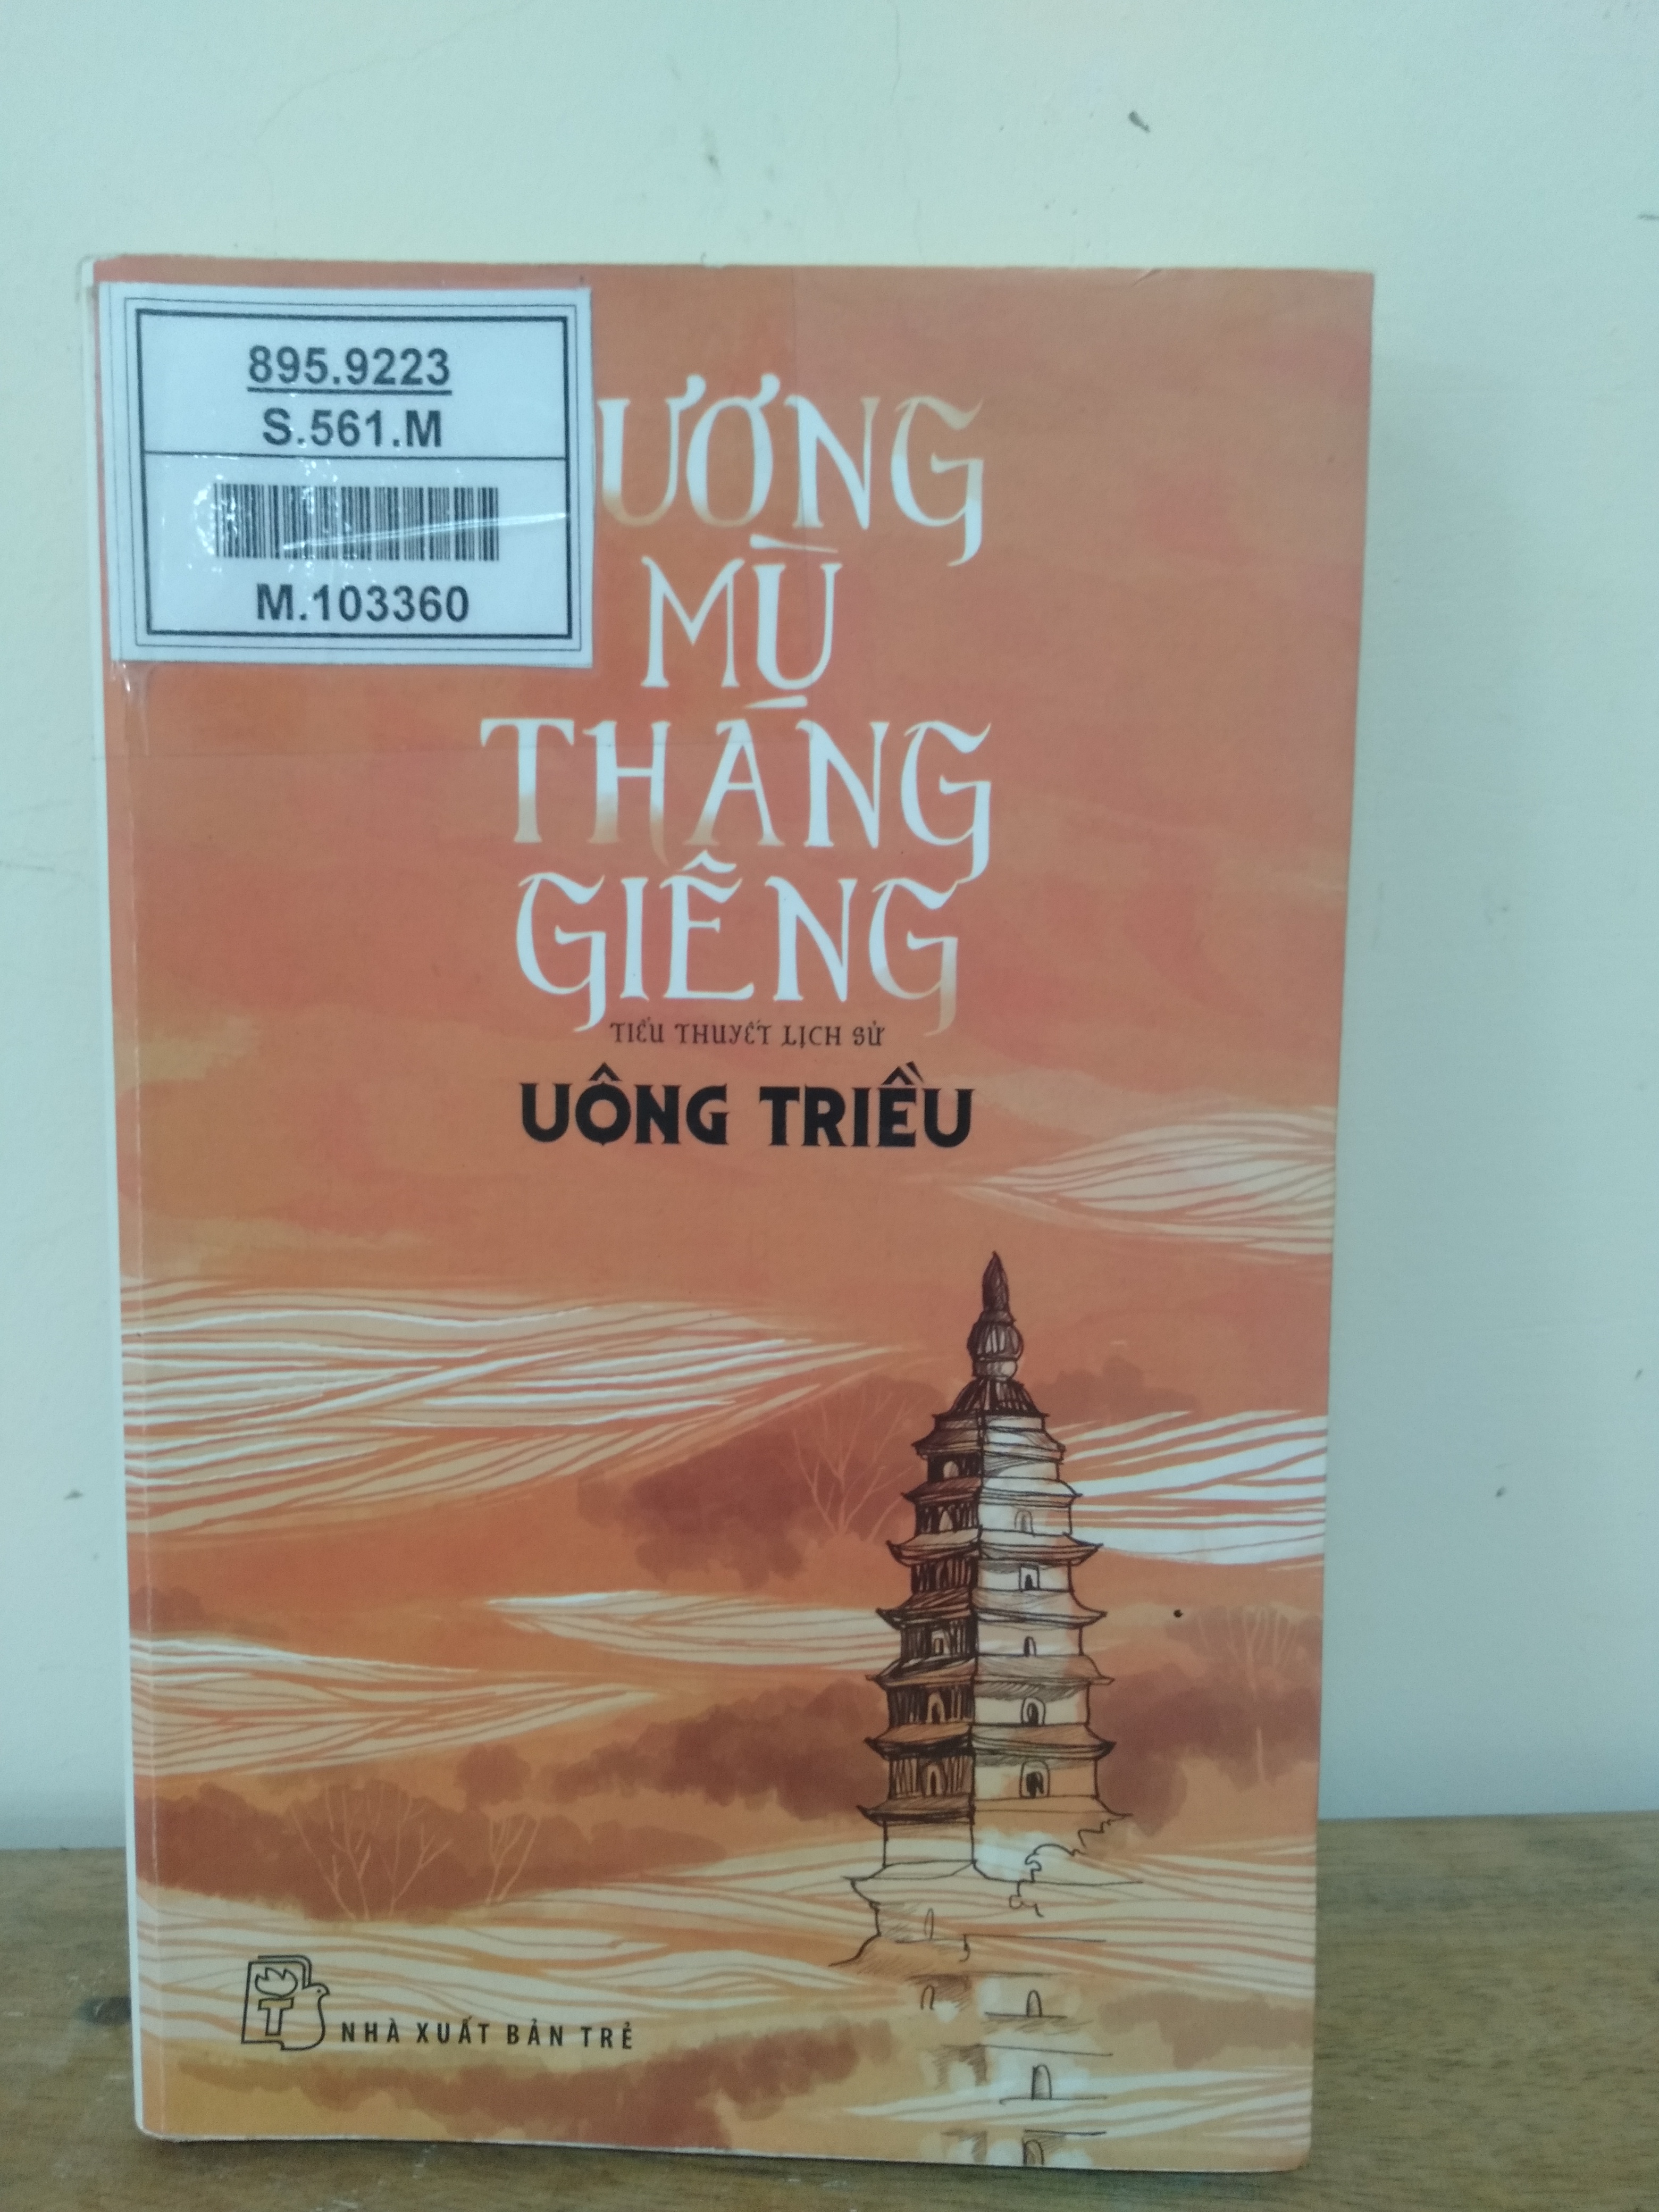 895.9223
S.561.M
M.103360
ƯƠNG
MÙ
THÁNG
GIÊNG
TIỂU THUYẾT LỊCH SỬ
UÔNG TRIỀU
T
NHÀ XUẤT BẢN TRẺ